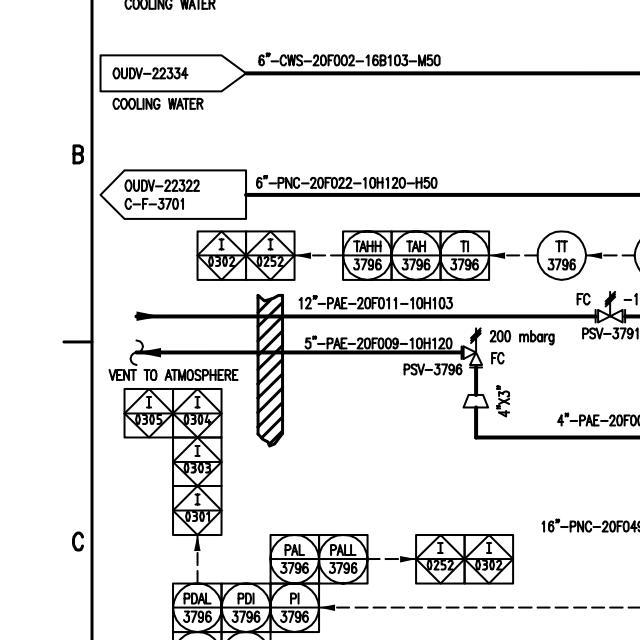 COOLING WATER
6"-CWS-20F002-16B103-M50
OUDV-22334
COOLING WATER
B
OUDV-22322
C-F-3701
6"-PNC-20F022-10H120-H50
I
0302
I
0252
TAHH
3796
TAH
3796
TI
3796
TT
3796
12"-PAE-20F011-10H103
FC
-1
PSV-3791
5"-PAE-20F009-10H120
200 mbarg
FC
PSV-3796
VENT TO ATMOSPHERE
4"X3"
I
0305
I
0304
4"-PAE-20F00
I
0303
I
0301
16"-PNC-20F049
C
PAL
3796
PALL
3796
I
0252
I
0302
PDAL
3796
PDI
3796
PI
3796